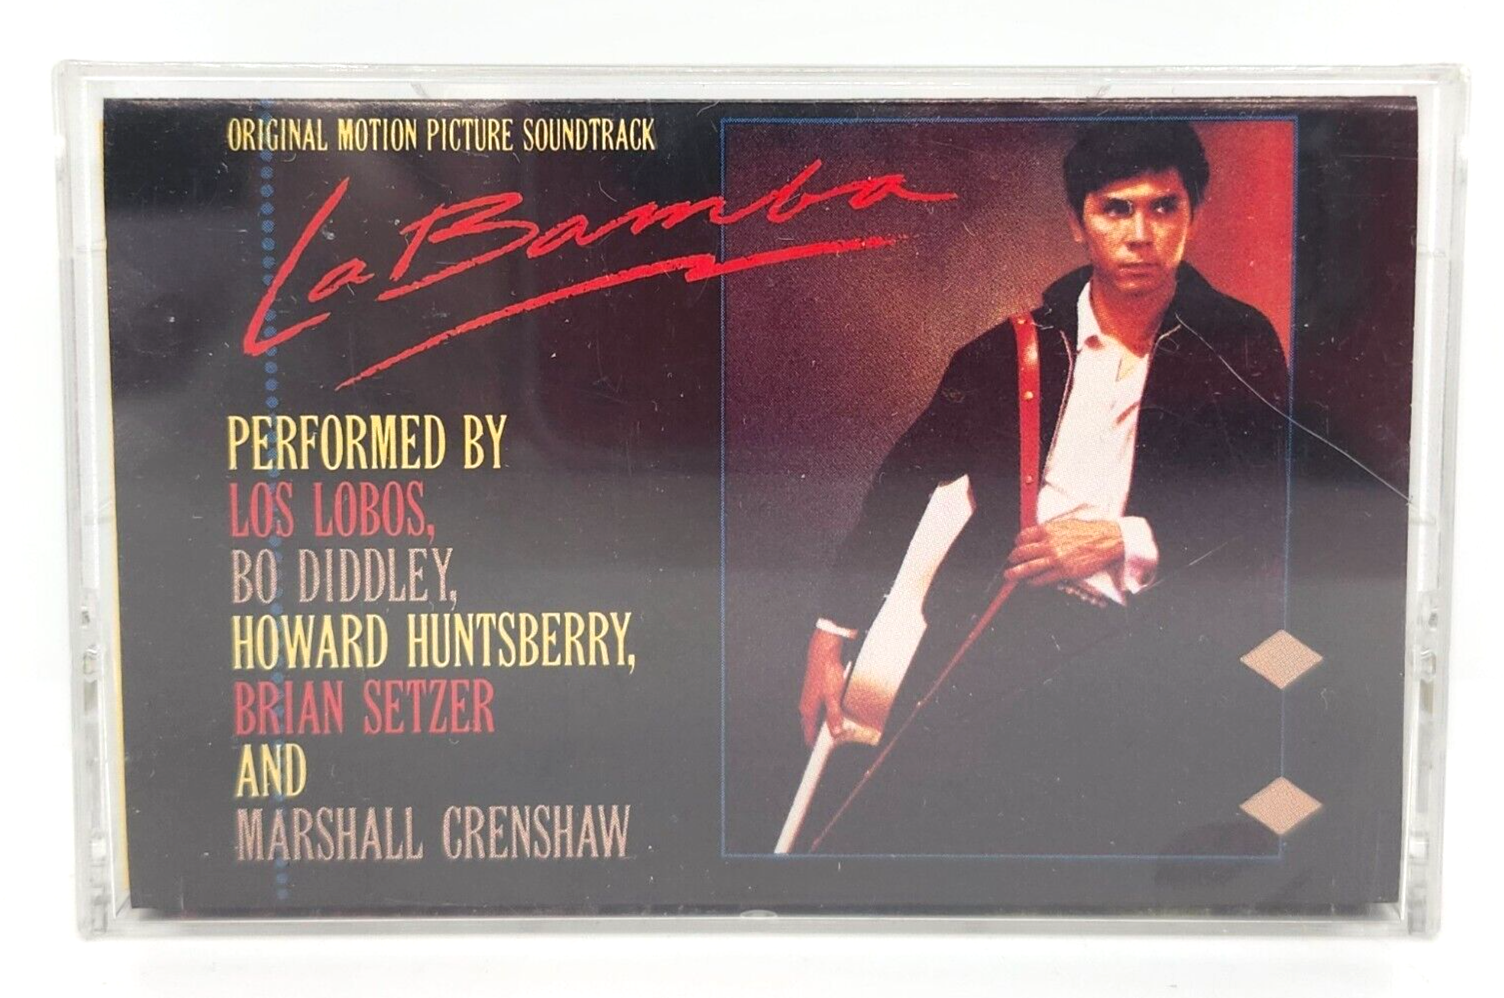 ORIGINAL MOTION PICTURE SOUNDTRACK
La Bamba
PERFORMED BY
LOS LOBOS,
BO DIDDLEY,
HOWARD HUNTSBERRY,
BRIAN SETZER
AND
MARSHALL CRENSHAW